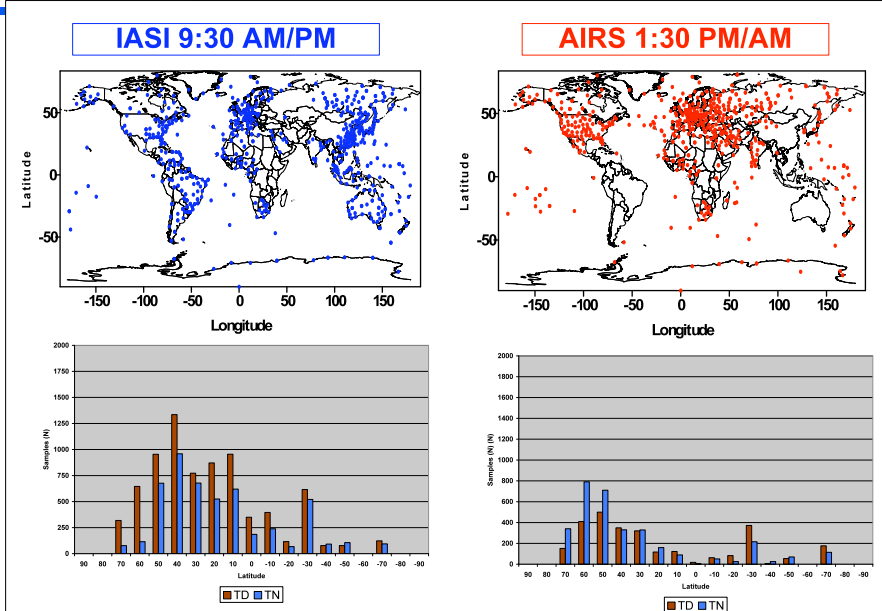 IASI 9:30 AM/PM
AIRS 1:30 PM/AM
Latitude
50
0
-50
-150 -100 -50 0 50 100 150
Longitude
Latitude
50
0
-50
-150 -100 -50 0 50 100 150
Longitude
Samples (N)
2000
1750
1500
1250
1000
750
500
250
0
90 80 70 60 50 40 30 20 10 0 -10 -20 -30 -40 -50 -60 -70 -80 -90
Latitude
TD TN
Samples (N)
2000
1800
1600
1400
1200
1000
800
600
400
200
0
90 80 70 60 50 40 30 20 10 0 -10 -20 -30 -40 -50 -60 -70 -80 -90
Latitude
TD TN